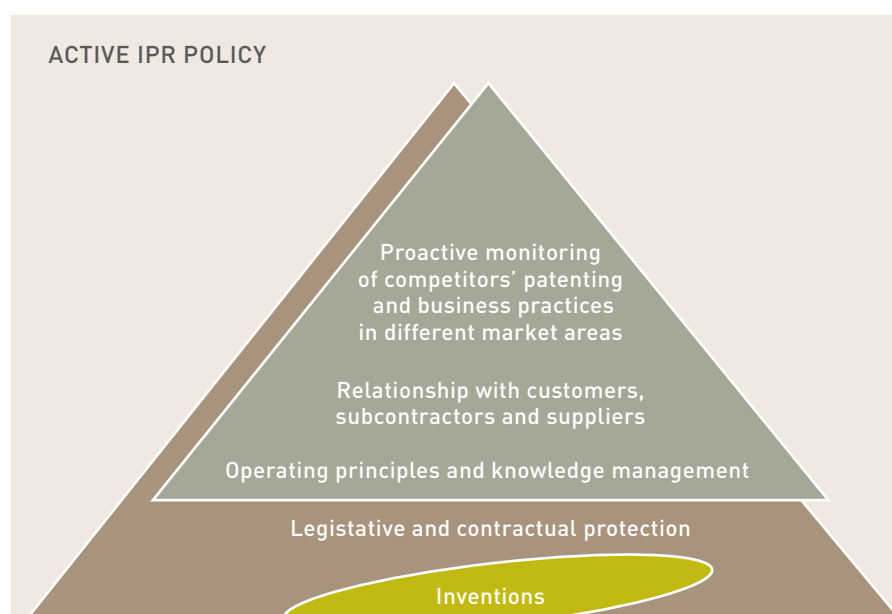 ACTIVE IPR POLICY
Proactive monitoring
of competitors’ patenting
and business practices
in different market areas
Relationship with customers,
subcontractors and suppliers
Operating principles and knowledge management
Legistative and contractual protection
Inventions